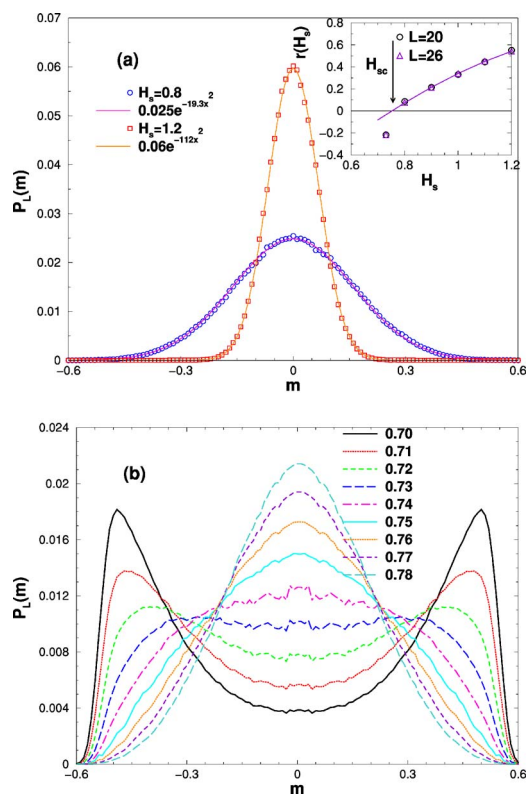 (a)
H_s=0.8
0.025e^−19.3x^2
H_s=1.2
0.06e^−112x^2
P_L(m)
0.07
0.06
0.05
0.04
0.03
0.02
0.01
0
−0.6 −0.3 0 0.3 0.6
m
r(H_s)
0.8
0.6
0.4
0.2
0
−0.2
−0.4
L=20
L=26
H_sc
0.6 0.8 1 1.2
H_s
(b)
0.70
0.71
0.72
0.73
0.74
0.75
0.76
0.77
0.78
P_L(m)
0.024
0.02
0.016
0.012
0.008
0.004
0
−0.6 −0.3 0 0.3 0.6
m